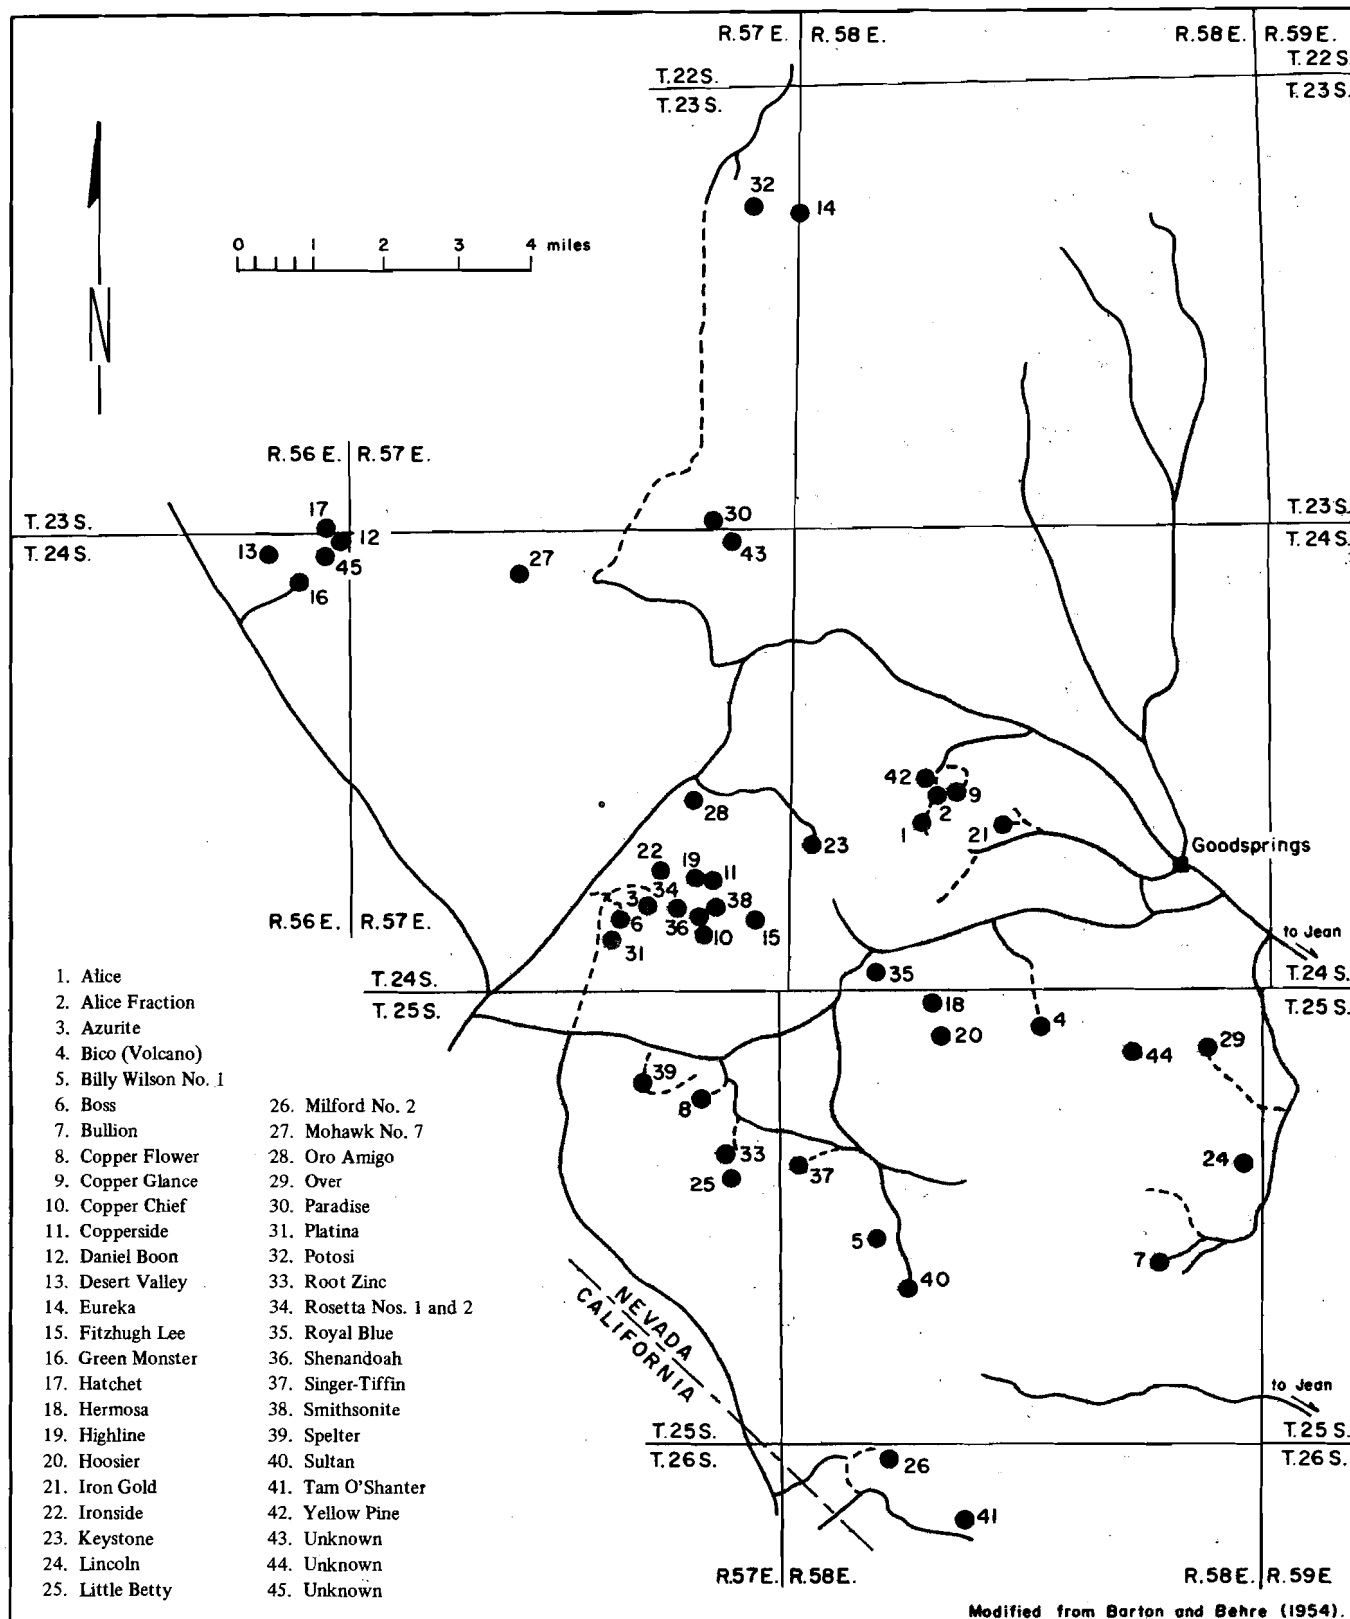 R.57 E. R.58 E. R.58 E. R.59 E.
T.22 S. T.22 S.
T.23 S. T.23 S.
32 14
0 1 2 3 4 miles
N
R.56 E. R.57 E.
T.23 S. 17 30 T.23 S.
T.24 S. 13 12 43 T.24 S.
45 27
16
42 9
28 2
1 21
23 Goodsprings
22 19 11
3 34 38
R.56 E. R.57 E. 6 36 15
31 10 to Jean
T.24 S. 35 T.24 S.
T.25 S. 18 4 T.25 S.
20 44 29
39
8
33 37 24
25
5 7
40
NEVADA
CALIFORNIA
to Jean
T.25 S. T.25 S.
T.26 S. 26 T.26 S.
41
R.57 E. R.58 E. R.58 E. R.59 E
1. Alice
2. Alice Fraction
3. Azurite
4. Bico (Volcano)
5. Billy Wilson No. 1
6. Boss
7. Bullion
8. Copper Flower
9. Copper Glance
10. Copper Chief
11. Copperside
12. Daniel Boon
13. Desert Valley
14. Eureka
15. Fitzhugh Lee
16. Green Monster
17. Hatchet
18. Hermosa
19. Highline
20. Hoosier
21. Iron Gold
22. Ironside
23. Keystone
24. Lincoln
25. Little Betty
26. Milford No. 2
27. Mohawk No. 7
28. Oro Amigo
29. Over
30. Paradise
31. Platina
32. Potosi
33. Root Zinc
34. Rosetta Nos. 1 and 2
35. Royal Blue
36. Shenandoah
37. Singer-Tiffin
38. Smithsonite
39. Spelter
40. Sultan
41. Tam O'Shanter
42. Yellow Pine
43. Unknown
44. Unknown
45. Unknown
Modified from Barton and Behre (1954).